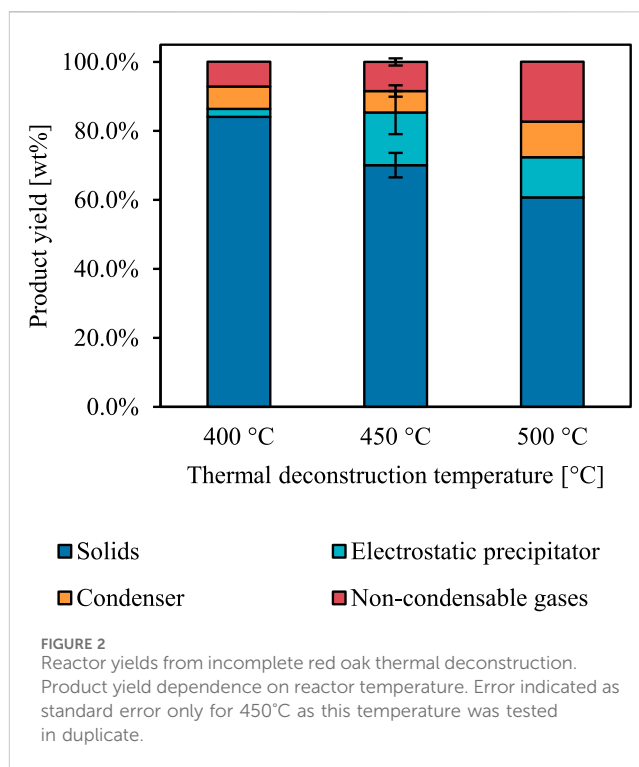 100.0%
80.0%
60.0%
40.0%
20.0%
0.0%
Product yield [wt%]
400 °C 450 °C 500 °C
Thermal deconstruction temperature [°C]
Solids Electrostatic precipitator
Condenser Non-condensable gases
FIGURE 2
Reactor yields from incomplete red oak thermal deconstruction.
Product yield dependence on reactor temperature. Error indicated as
standard error only for 450°C as this temperature was tested
in duplicate.